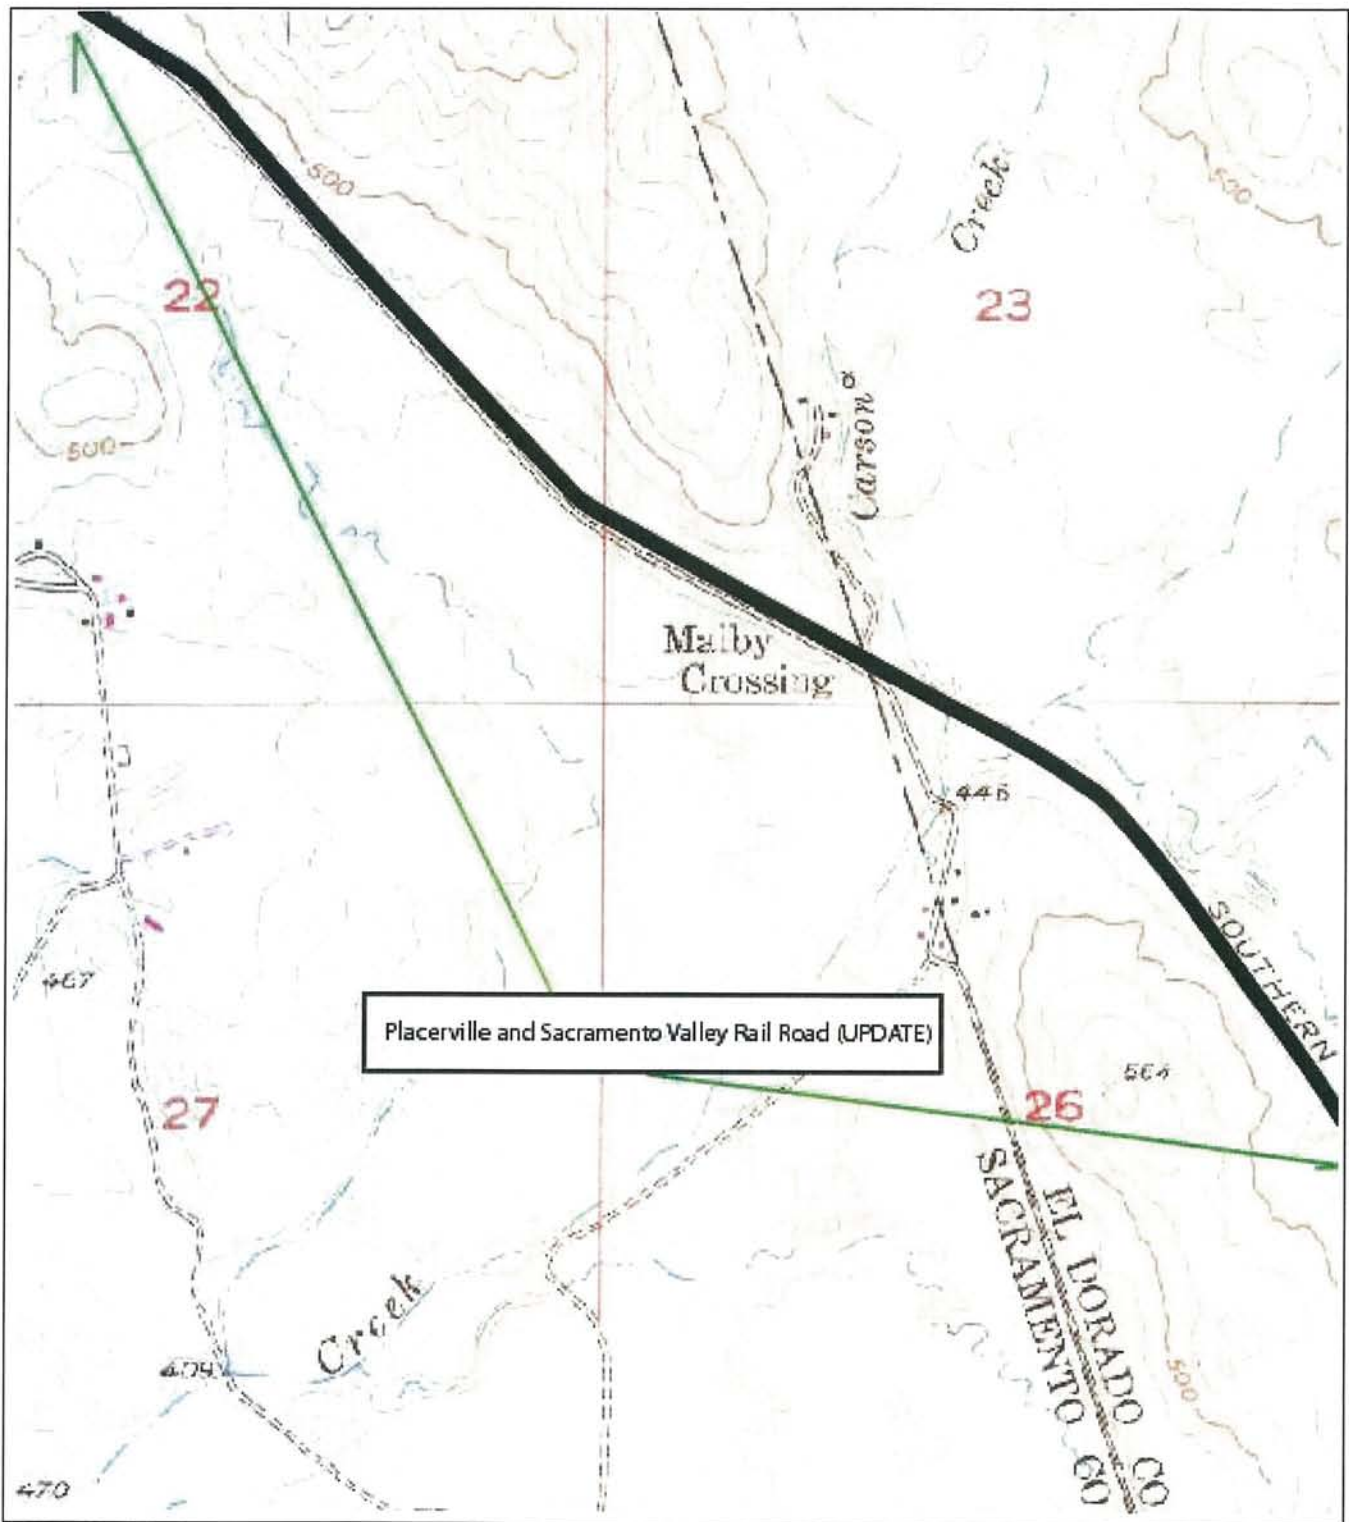 500
Creek
500
22
23
Carson
500
Malby
Crossing
446
SOUTHERN
467
Placerville and Sacramento Valley Rail Road (UPDATE)
564
27
26
EL DORADO CO
SACRAMENTO CO
Creek
500
470